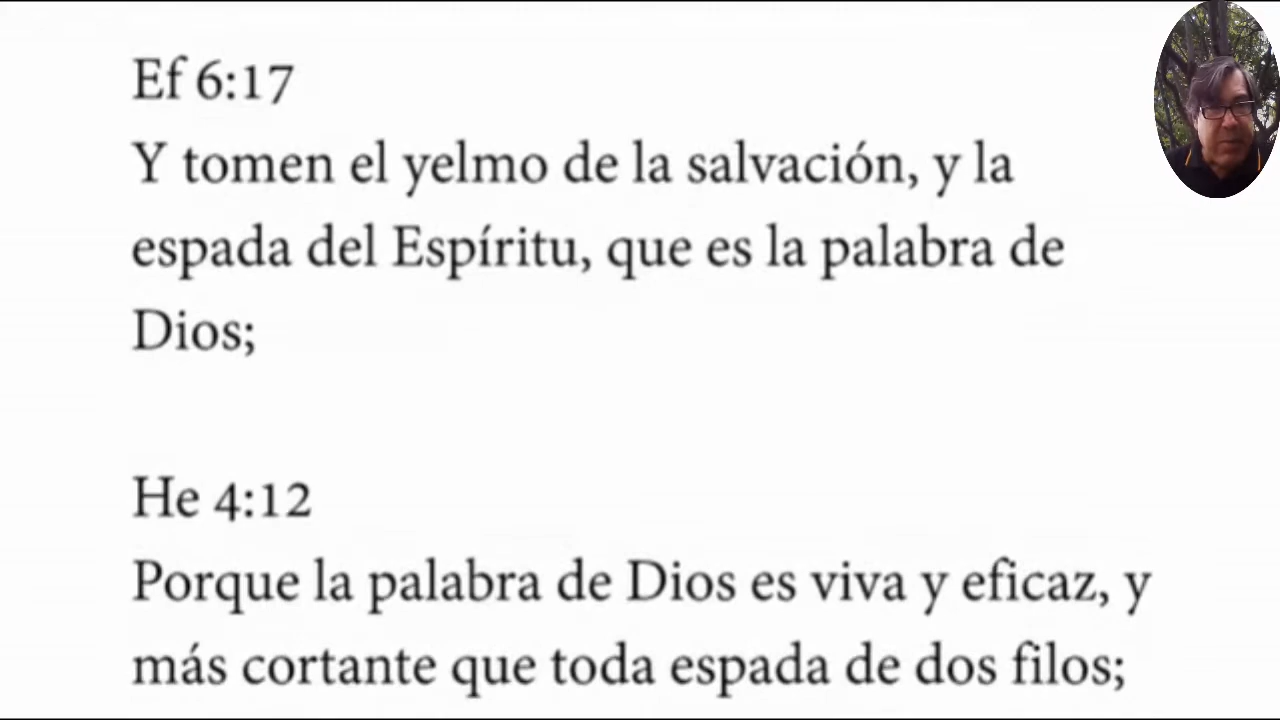 Ef 6:17
Y tomen el yelmo de la salvación, y la
espada del Espíritu, que es la palabra de
Dios;
He 4:12
Porque la palabra de Dios es viva y eficaz, y
más cortante que toda espada de dos filos;